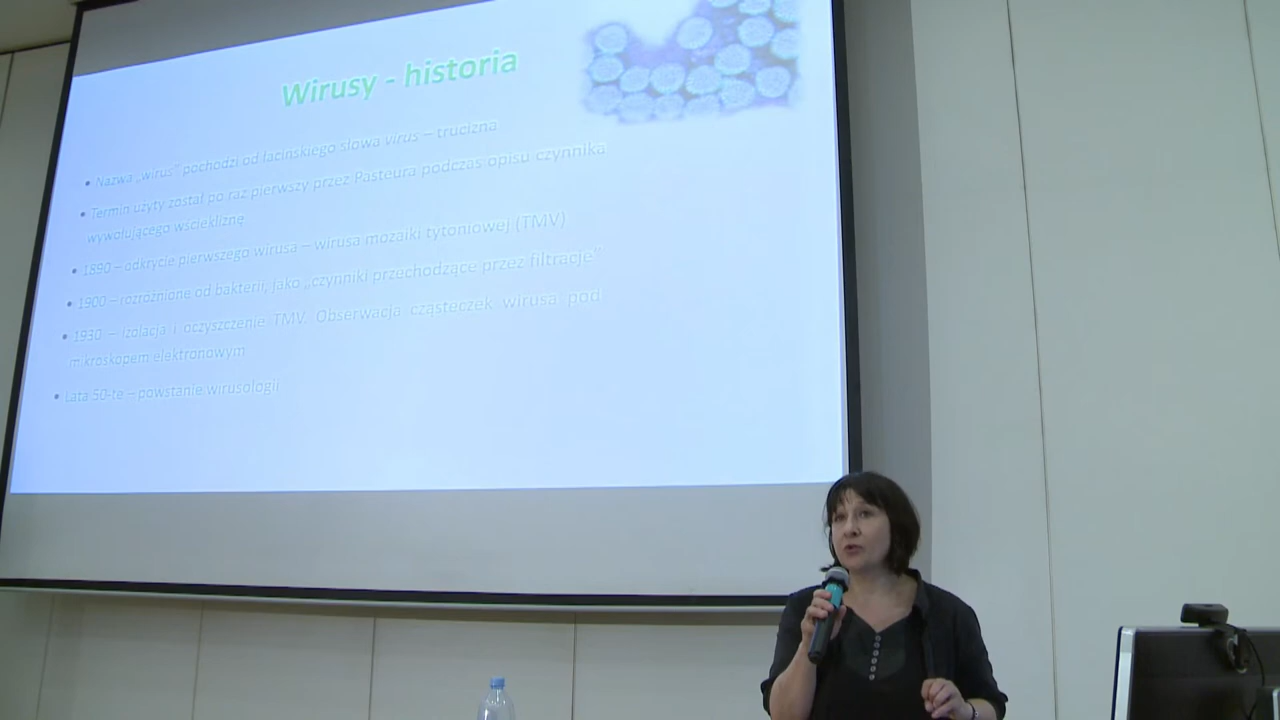 Wirusy - historia
• Nazwa „wirus” pochodzi od łacińskiego słowa virus – trucizna
• Termin użyty został po raz pierwszy przez Pasteura podczas opisu czynnika
wywołującego wściekliznę
• 1890 – odkrycie pierwszego wirusa – wirusa mozaiki tytoniowej (TMV)
• 1900 – rozróżnione od bakterii, jako „czynniki przechodzące przez filtrację”
• 1930 – izolacja i oczyszczenie TMV. Obserwacja cząsteczek wirusa pod
mikroskopem elektronowym
• Lata 50-te – powstanie wirusologii